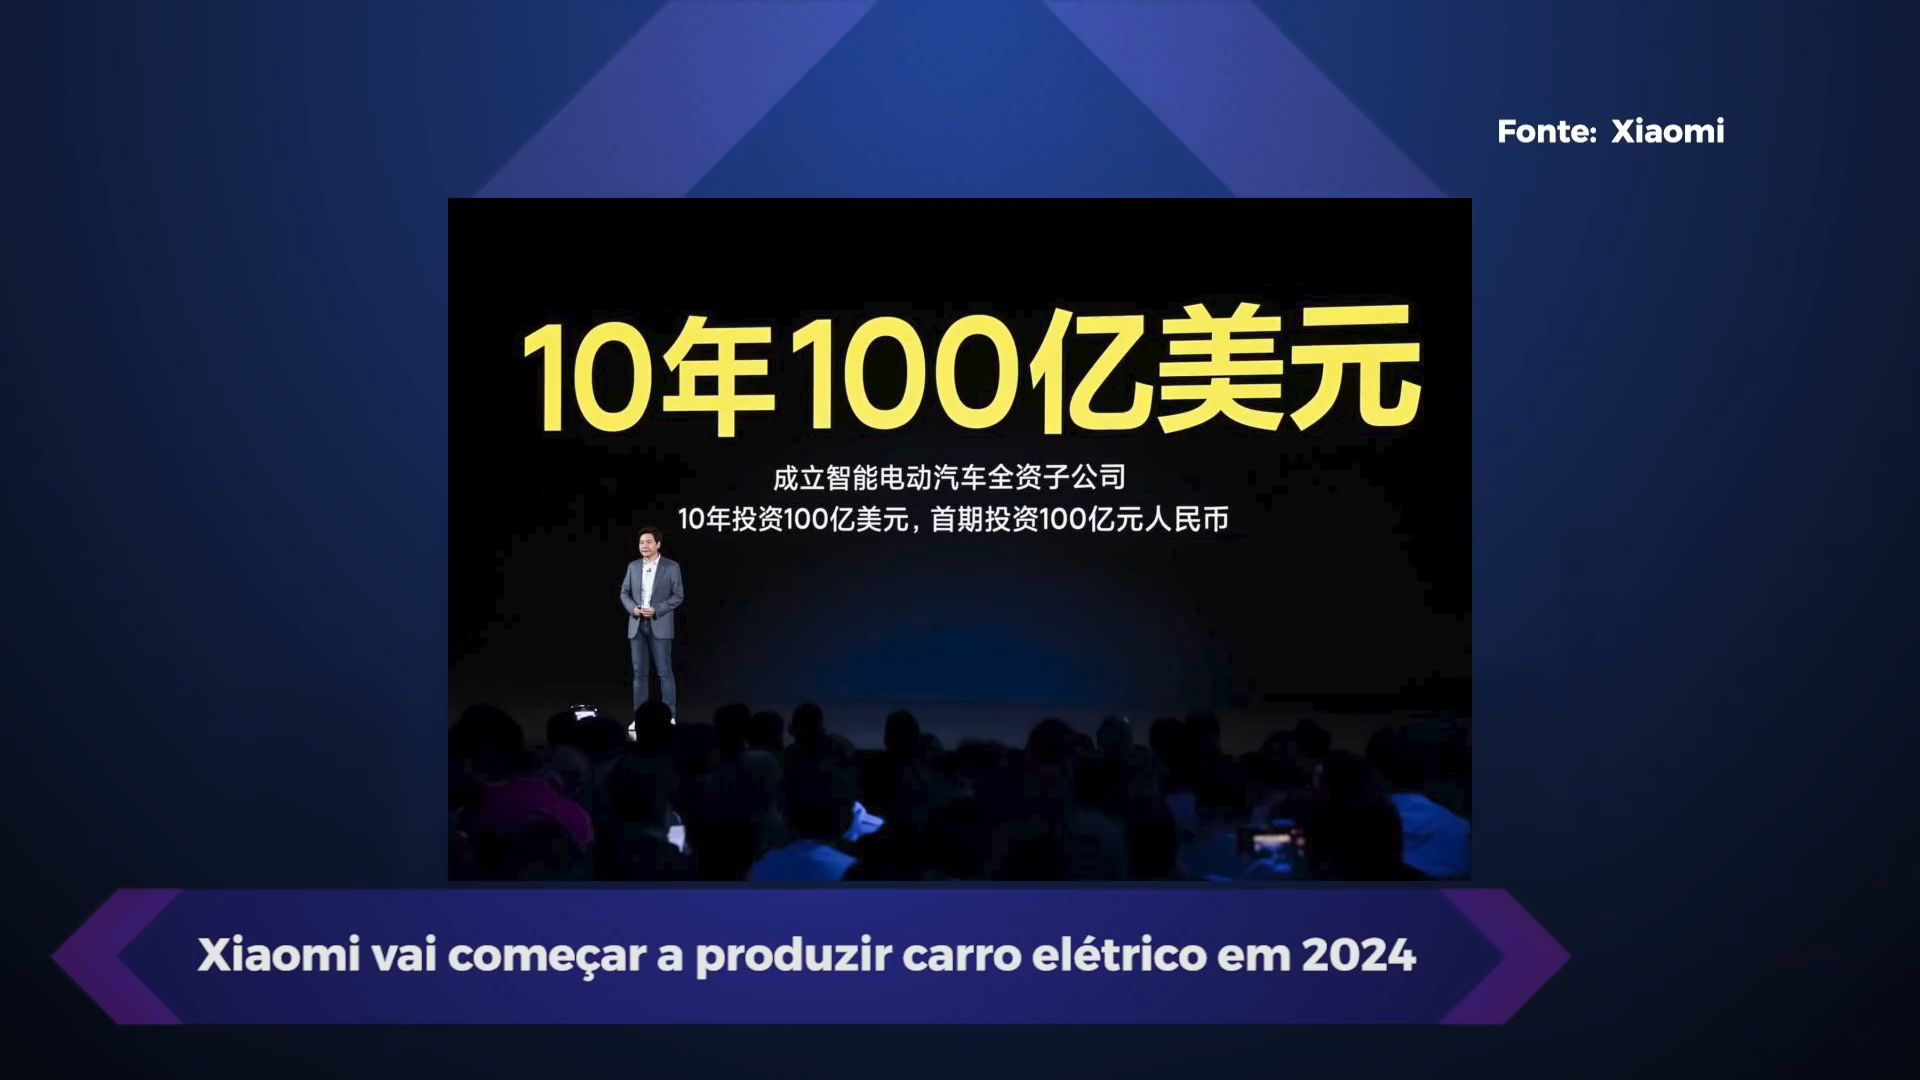 Fonte: Xiaomi
10年100亿美元
成立智能电动汽车全资子公司
10年投资100亿美元, 首期投资100亿元人民币
Xiaomi vai começar a produzir carro elétrico em 2024